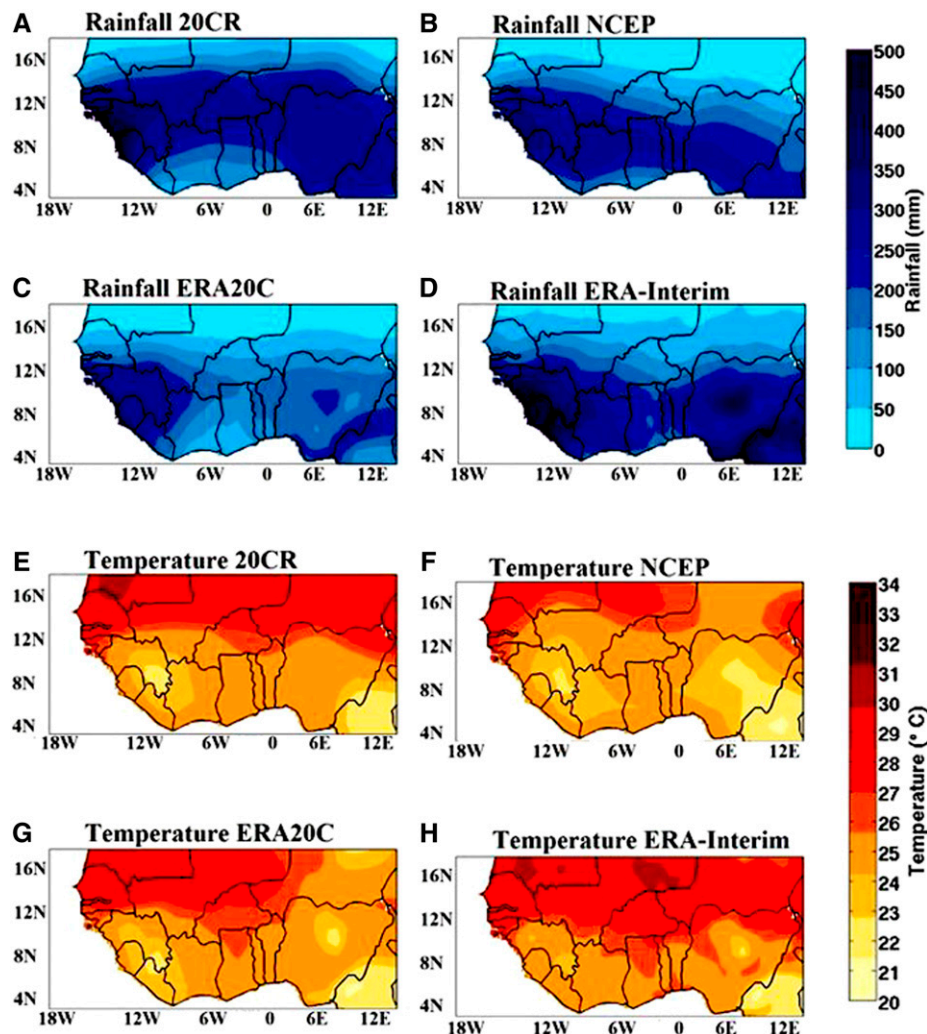 A Rainfall 20CR
16N
12N
8N
4N
18W 12W 6W 0 6E 12E
B Rainfall NCEP
16N
12N
8N
4N
18W 12W 6W 0 6E 12E
C Rainfall ERA20C
16N
12N
8N
4N
18W 12W 6W 0 6E 12E
D Rainfall ERA-Interim
16N
12N
8N
4N
18W 12W 6W 0 6E 12E
500
450
400
350
300
250
200
150
100
50
0
Rainfall (mm)
E Temperature 20CR
16N
12N
8N
4N
18W 12W 6W 0 6E 12E
F Temperature NCEP
16N
12N
8N
4N
18W 12W 6W 0 6E 12E
G Temperature ERA20C
16N
12N
8N
4N
18W 12W 6W 0 6E 12E
H Temperature ERA-Interim
16N
12N
8N
4N
18W 12W 6W 0 6E 12E
34
33
32
31
30
29
28
27
26
25
24
23
22
21
20
Temperature (° C)